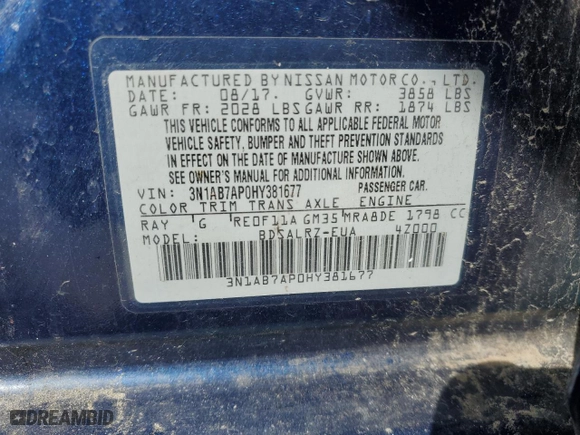 MANUFACTURED BY NISSAN MOTOR CO., LTD.
DATE: 08/17. GVWR: 3858 LBS
GAWR FR: 2028 LBS GAWR RR: 1874 LBS
THIS VEHICLE CONFORMS TO ALL APPLICABLE FEDERAL MOTOR
VEHICLE SAFETY, BUMPER AND THEFT PREVENTION STANDARDS
IN EFFECT ON THE DATE OF MANUFACTURE SHOWN ABOVE.
SEE OWNER'S MANUAL FOR ADDITIONAL INFORMATION.
VIN: 3N1AB7AP0HY381677 PASSENGER CAR.
COLOR TRIM TRANS AXLE ENGINE
RAY G RE0F11A GM35 MRA8DE 1798 CC
MODEL: BDSALRZ-EUA 4Z000
3N1AB7AP0HY381677
DREAMBID